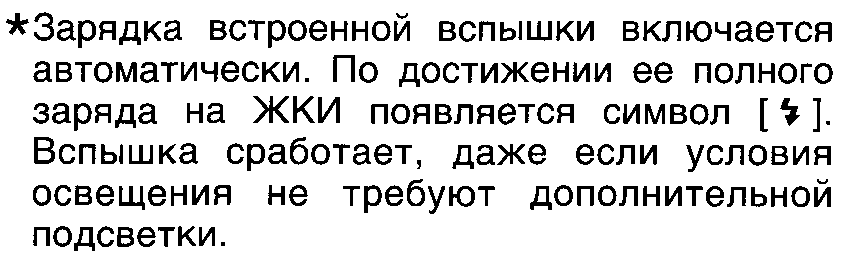 *Зарядка встроенной вспышки включается
автоматически. По достижении ее полного
заряда на ЖКИ появляется символ [⚡].
Вспышка сработает, даже если условия
освещения не требуют дополнительной
подсветки.